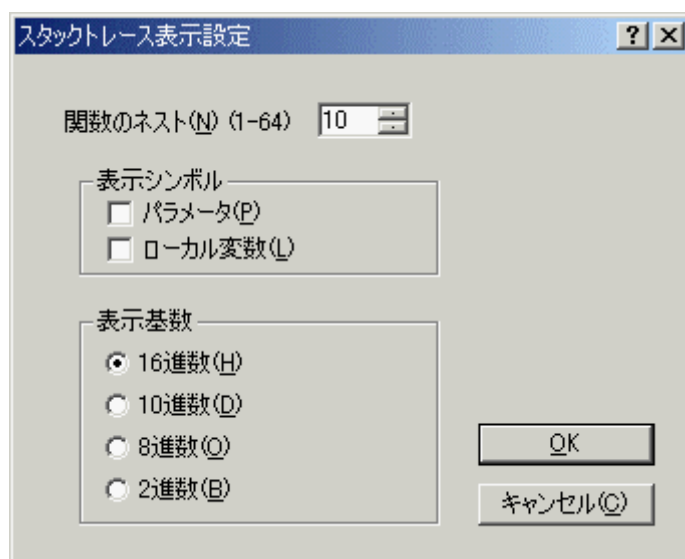 スタックトレース表示設定
?
関数のネスト(N) (1-64) 10
表示シンボル
パラメータ(P)
ローカル変数(L)
表示基数
16進数(H)
10進数(D)
8進数(O)
2進数(B)
OK
キャンセル(C)